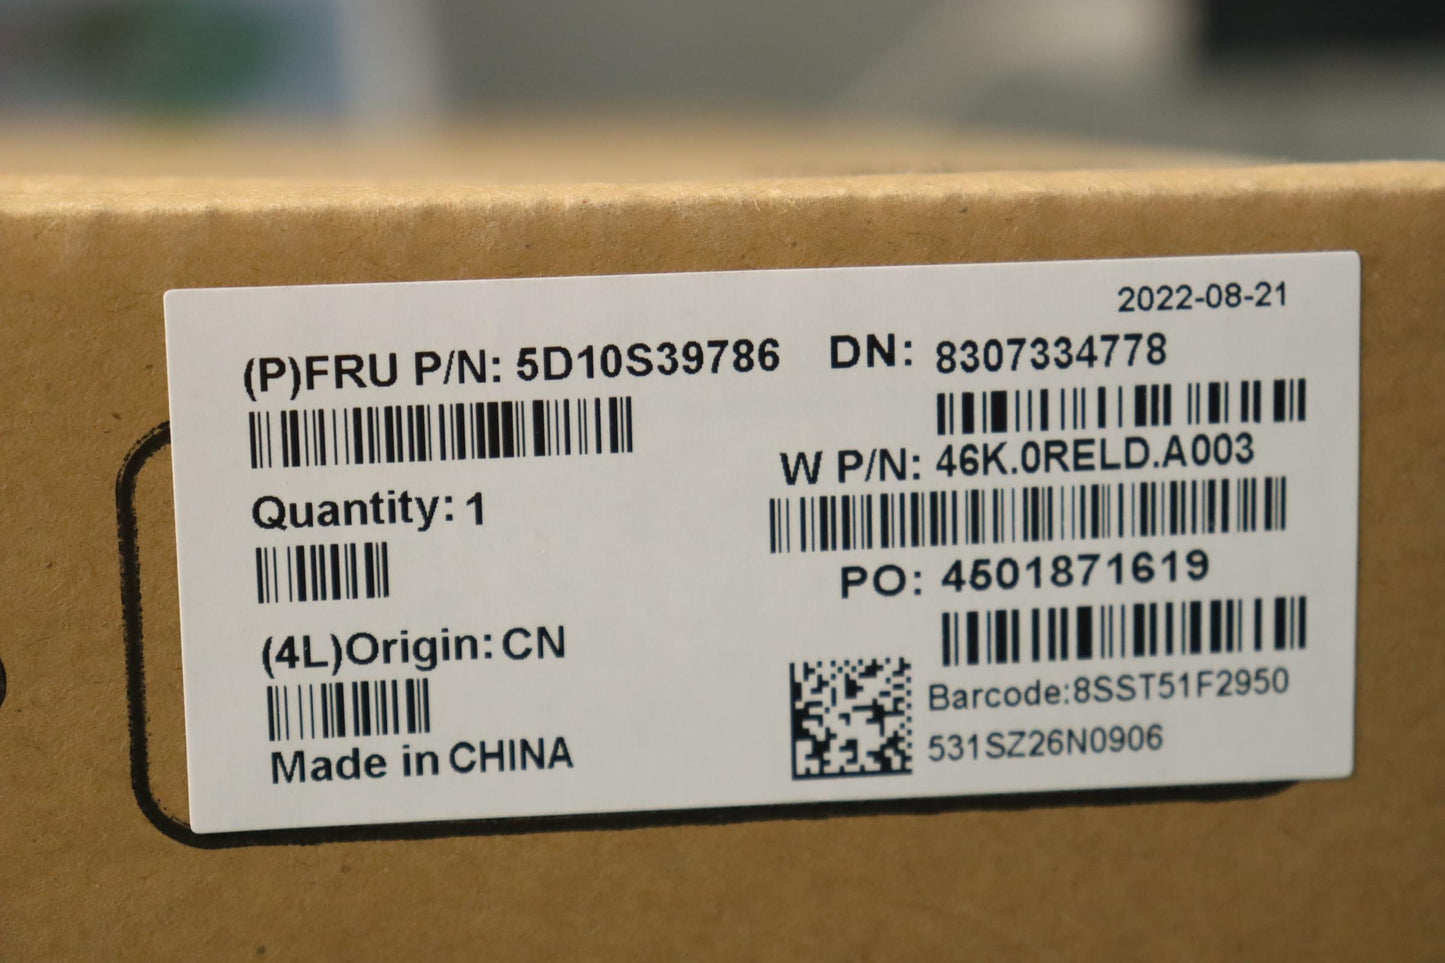 2022-08-21
(P)FRU P/N: 5D10S39786 DN: 8307334778
W P/N: 46K.0RELD.A003
Quantity: 1
PO: 4501871619
(4L)Origin: CN
Barcode:8SST51F2950
531SZ26N0906
Made in CHINA